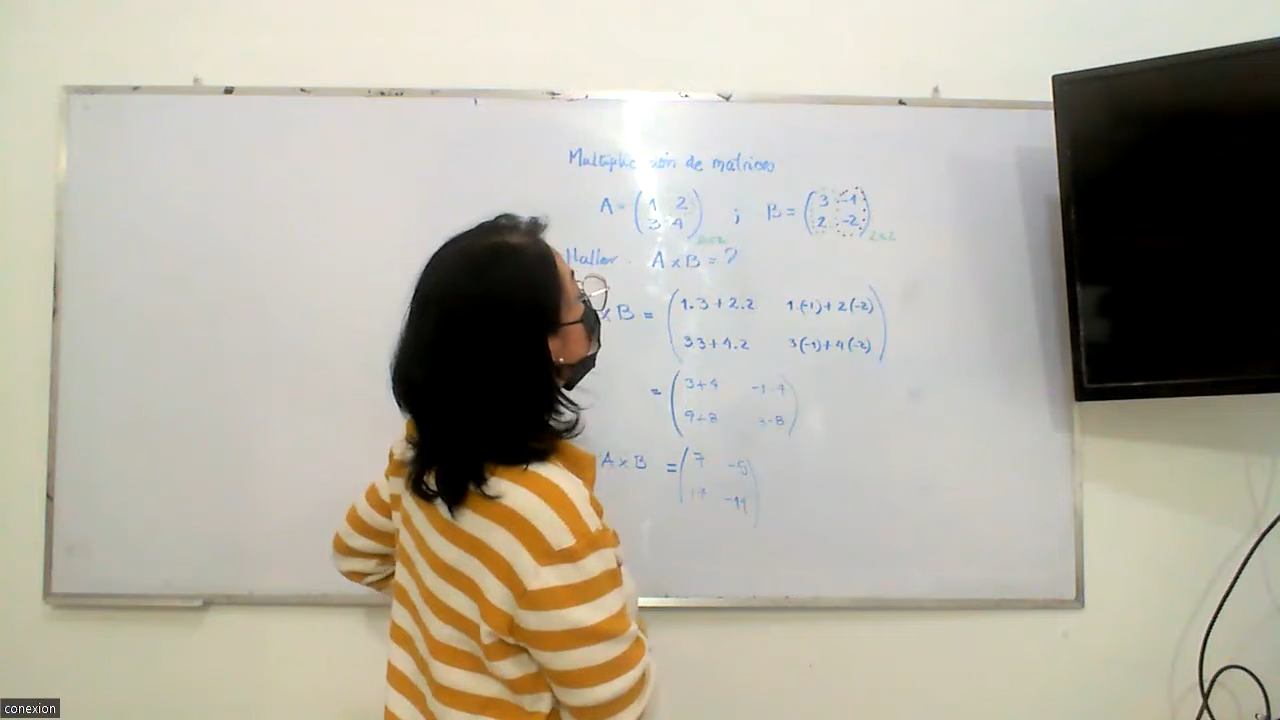 Multiplicación de matrices
A = ( 1 2 ; B = ( 3 -1
3 4 )2x2 2 -2 )2x2
Hallar. A x B = ?
x B = ( 1.3+2.2 1(-1)+2(-2)
3.3+4.2 3(-1)+4(-2) )
= ( 3+4 -1-4
9+8 -3-8 )
A x B = ( 7 -5
17 -11 )
conexion